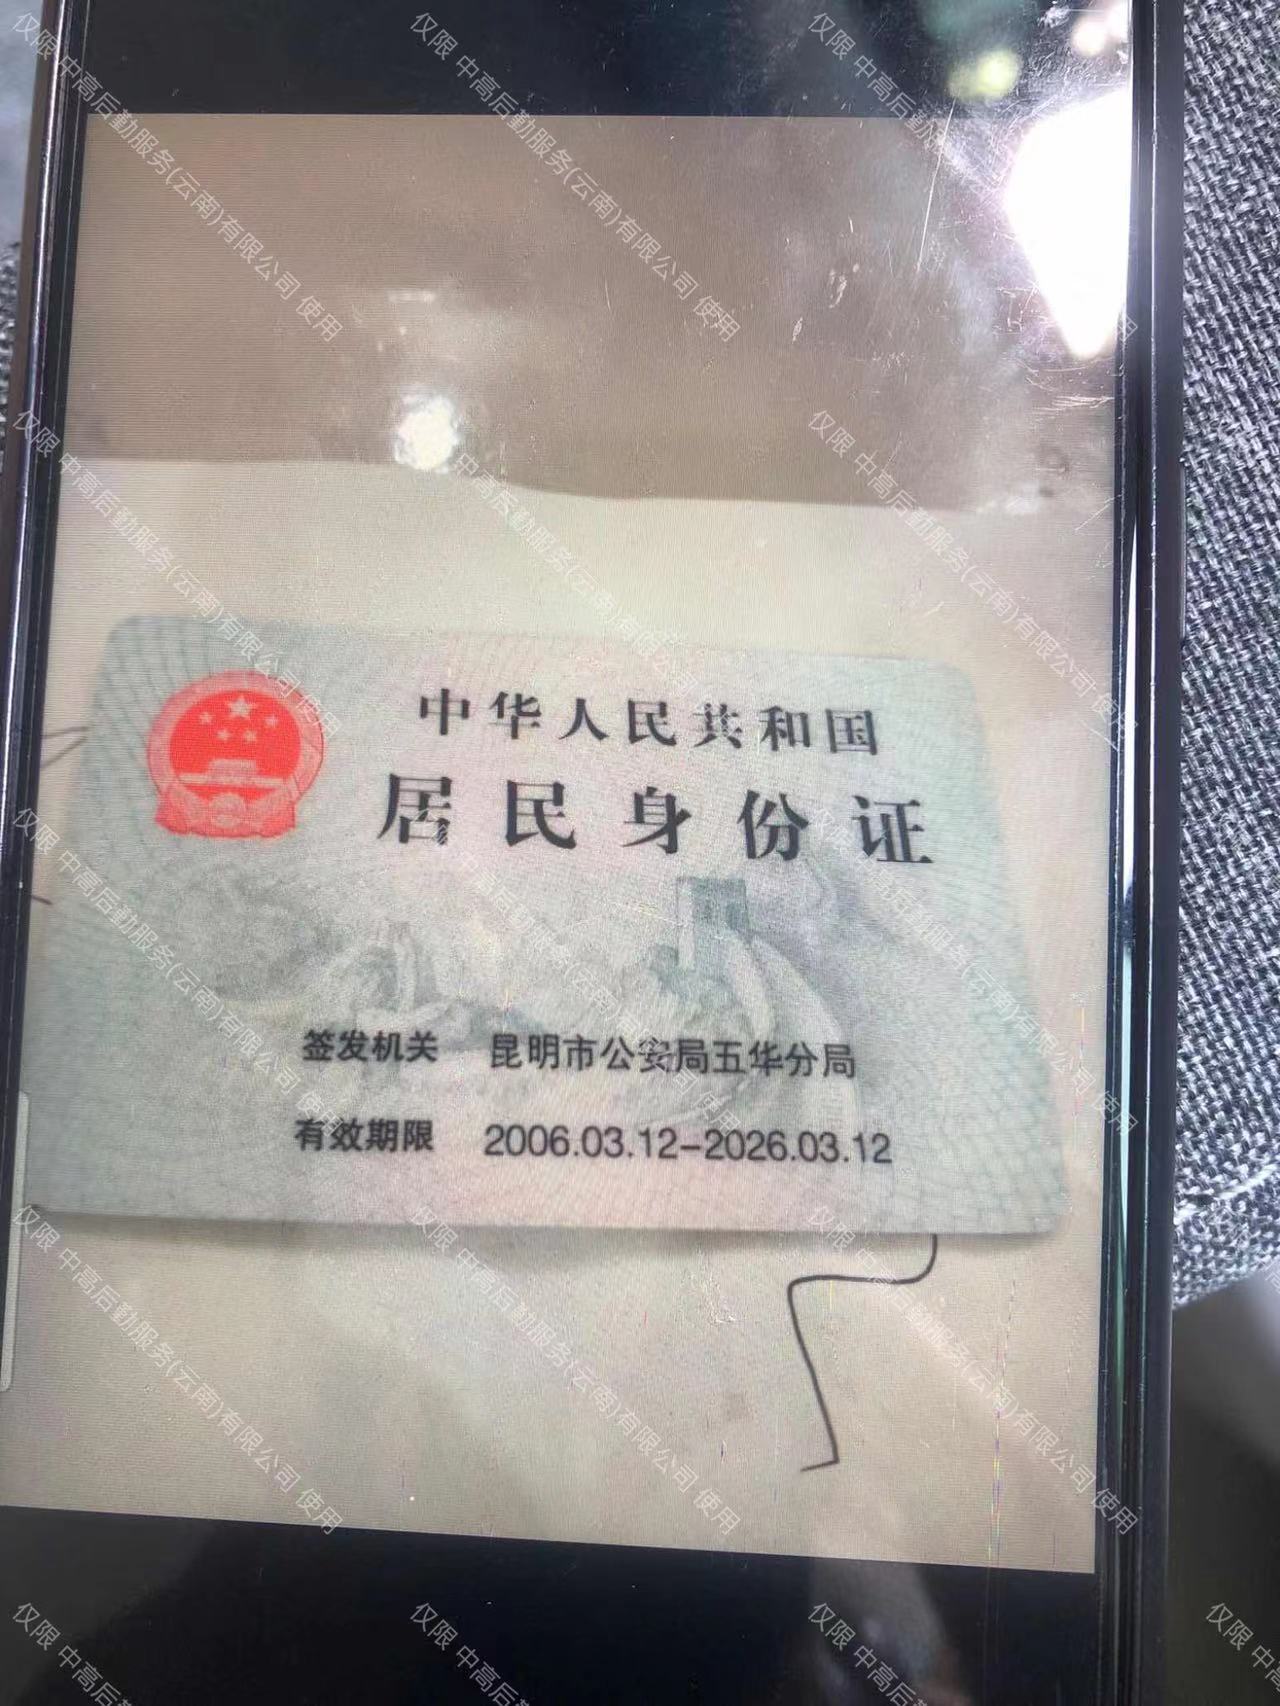 中华人民共和国
居民身份证
签发机关 昆明市公安局五华分局
有效期限 2006.03.12-2026.03.12
仅限 中高后勤服务(云南)有限公司 使用